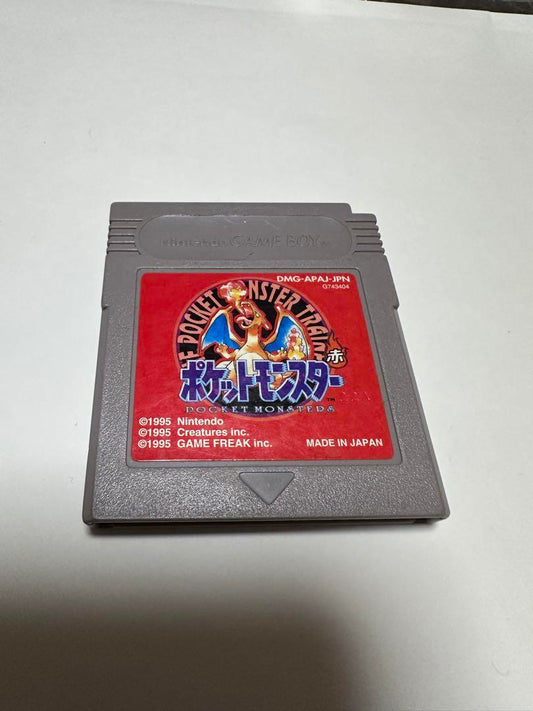 Nintendo GAME BOY
DMG-APAJ-JPN
G743404
POCKET MONSTER TRAIN
赤
ポケットモンスター
TM
POCKET MONSTERS
©1995 Nintendo
©1995 Creatures inc.
©1995 GAME FREAK inc.
MADE IN JAPAN